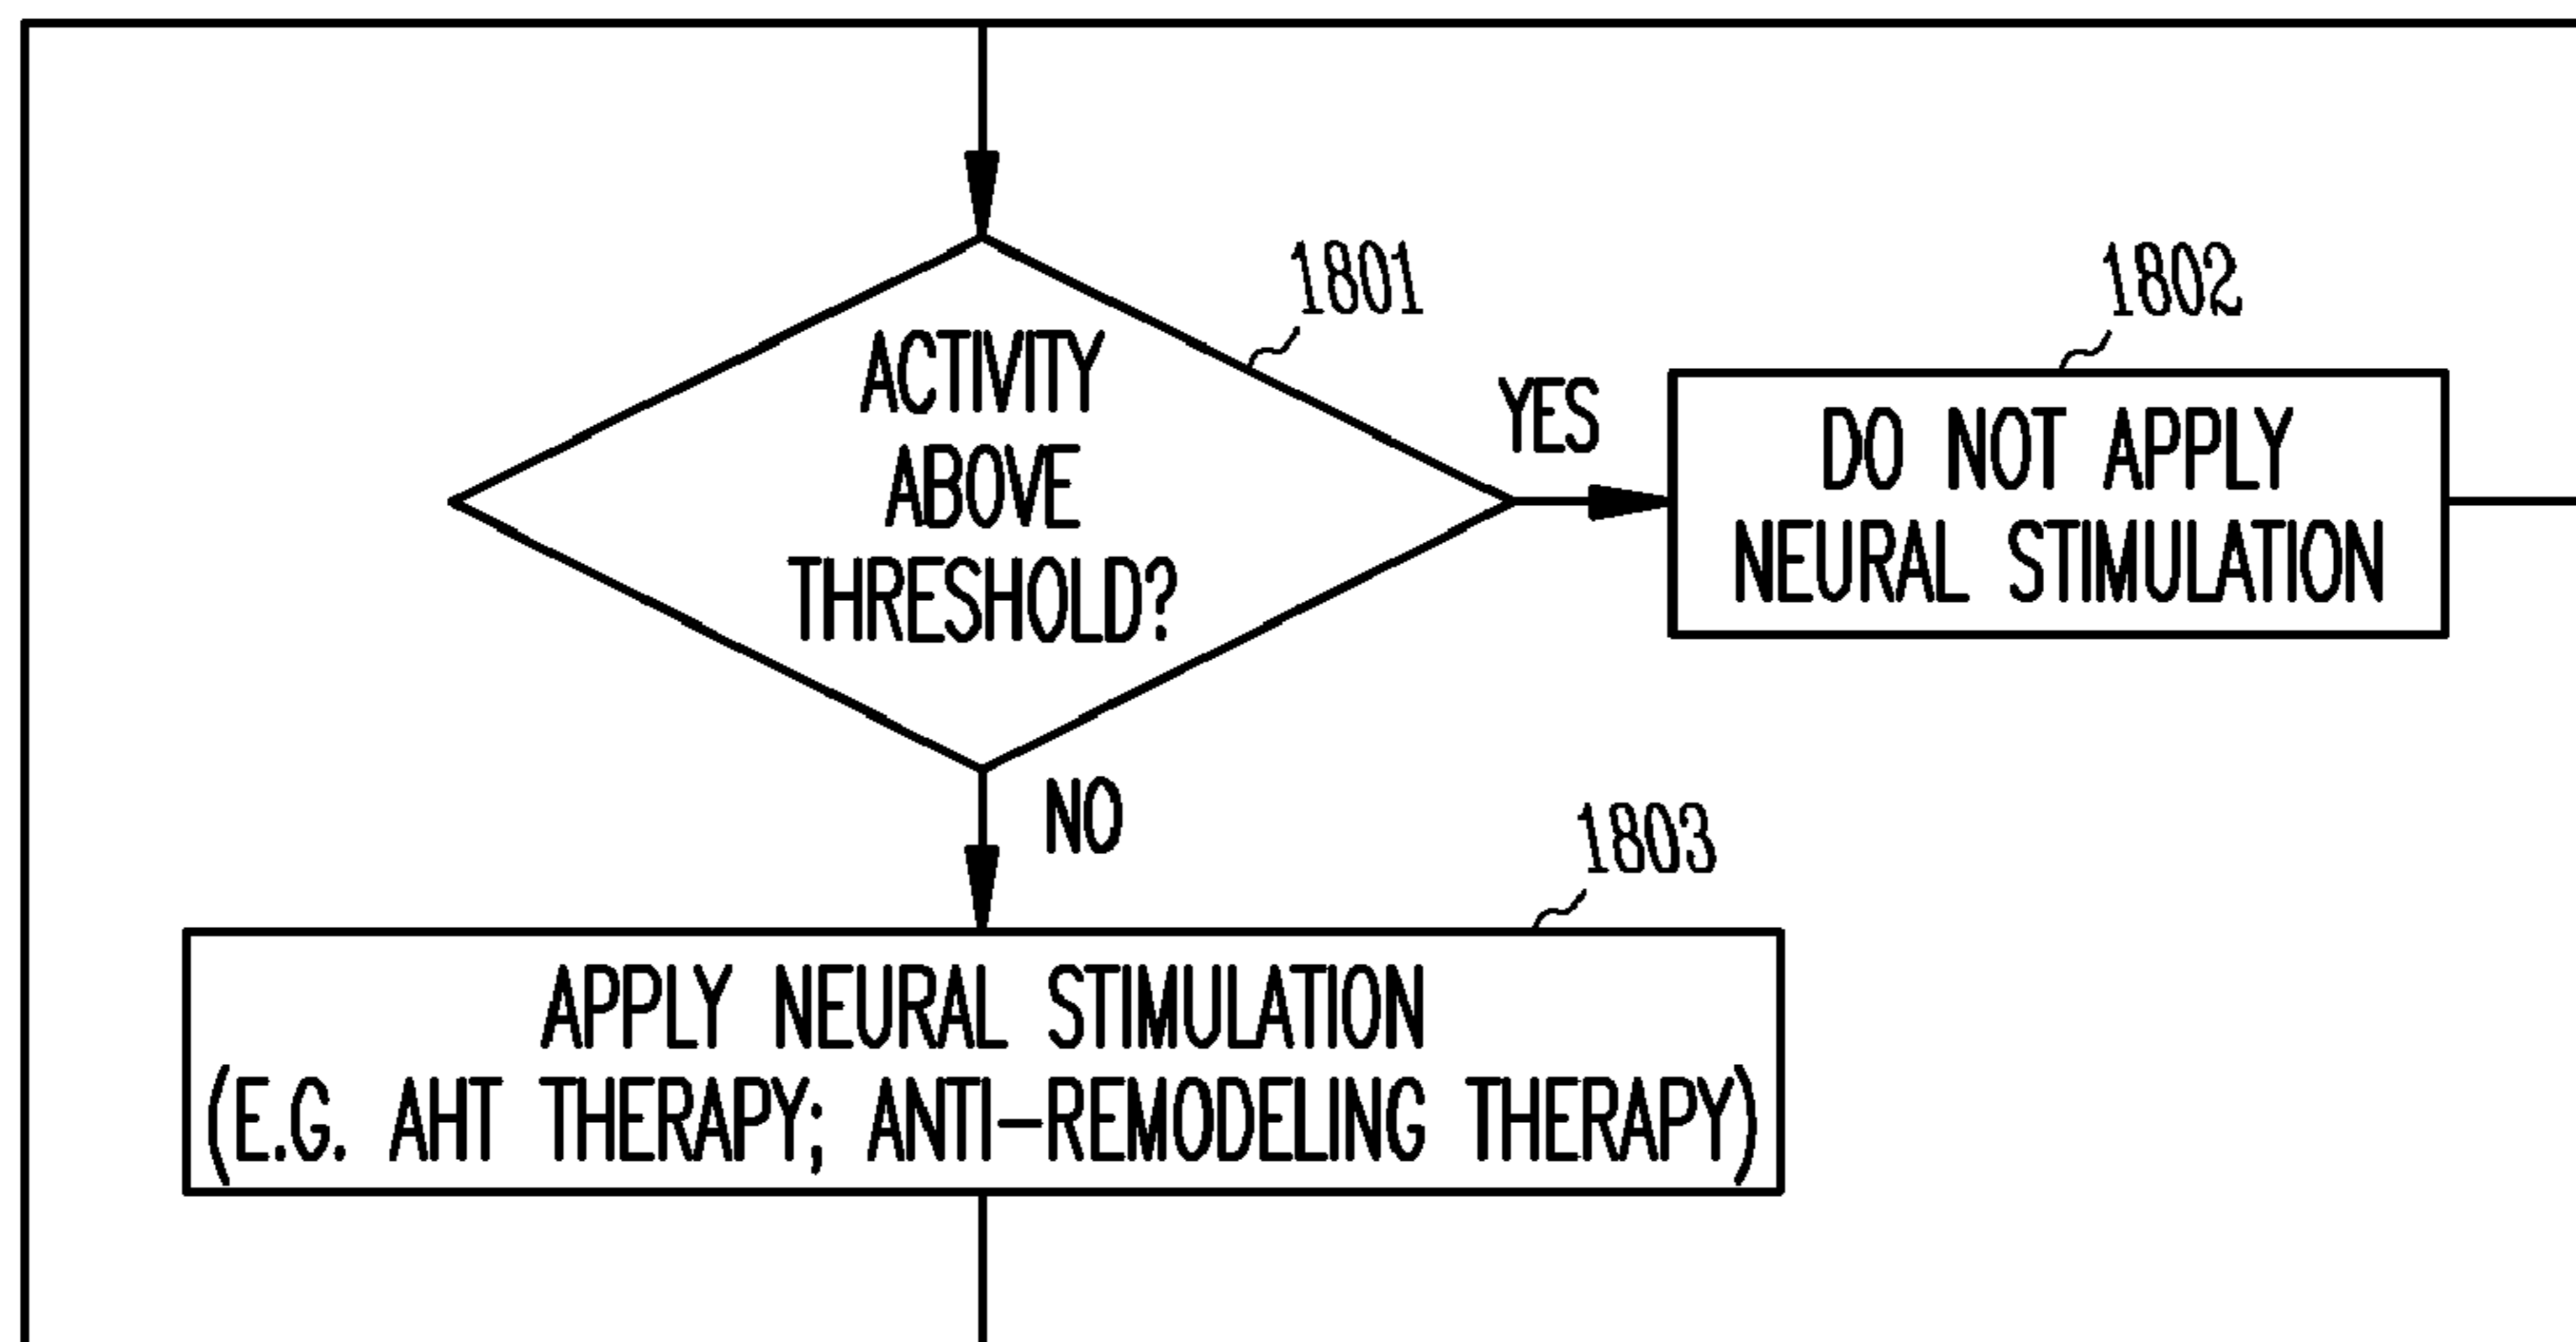 1801
ACTIVITY
ABOVE
THRESHOLD?
YES
1802
DO NOT APPLY
NEURAL STIMULATION
NO
1803
APPLY NEURAL STIMULATION
(E.G. AHT THERAPY; ANTI-REMODELING THERAPY)